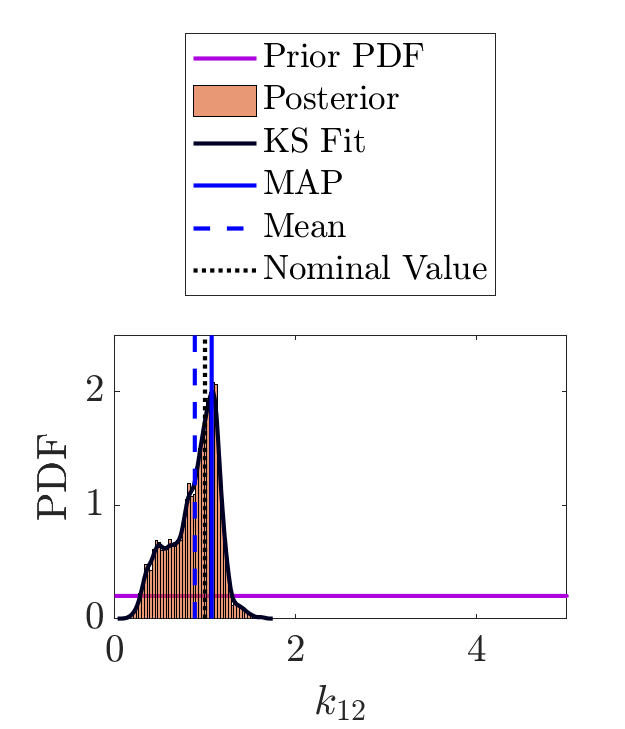 Prior PDF
Posterior
KS Fit
MAP
Mean
Nominal Value
2
1
0
PDF
0 2 4
k₁₂